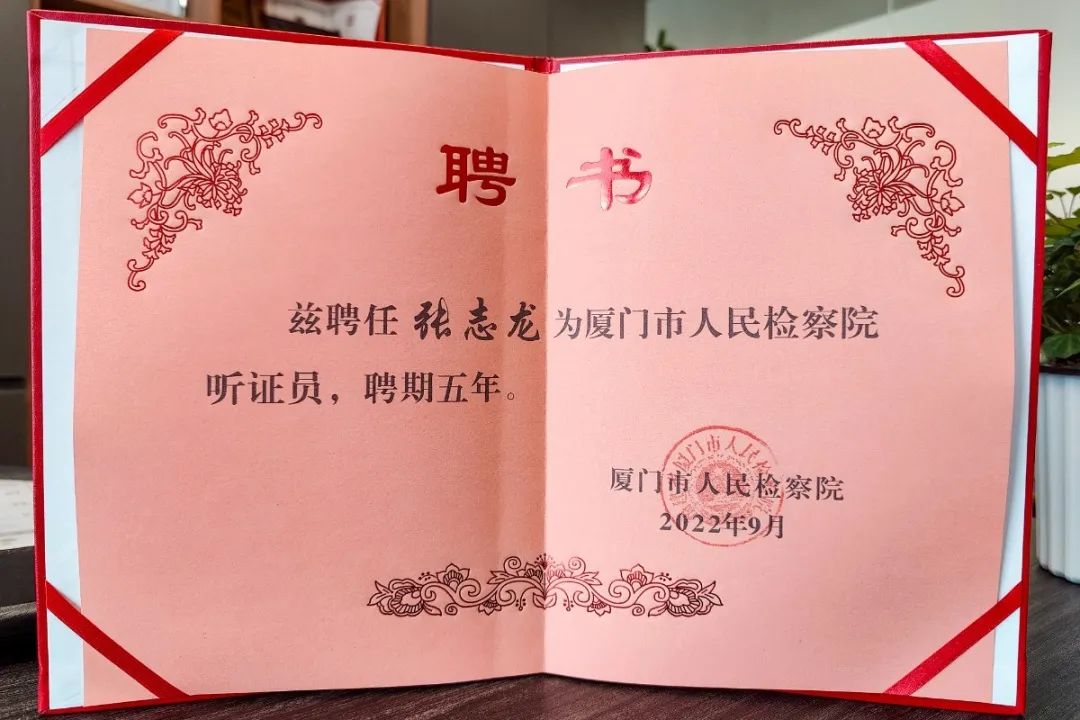 聘书
兹聘任 张志龙 为厦门市人民检察院
听证员，聘期五年。
厦门市人民检察院
2022年9月